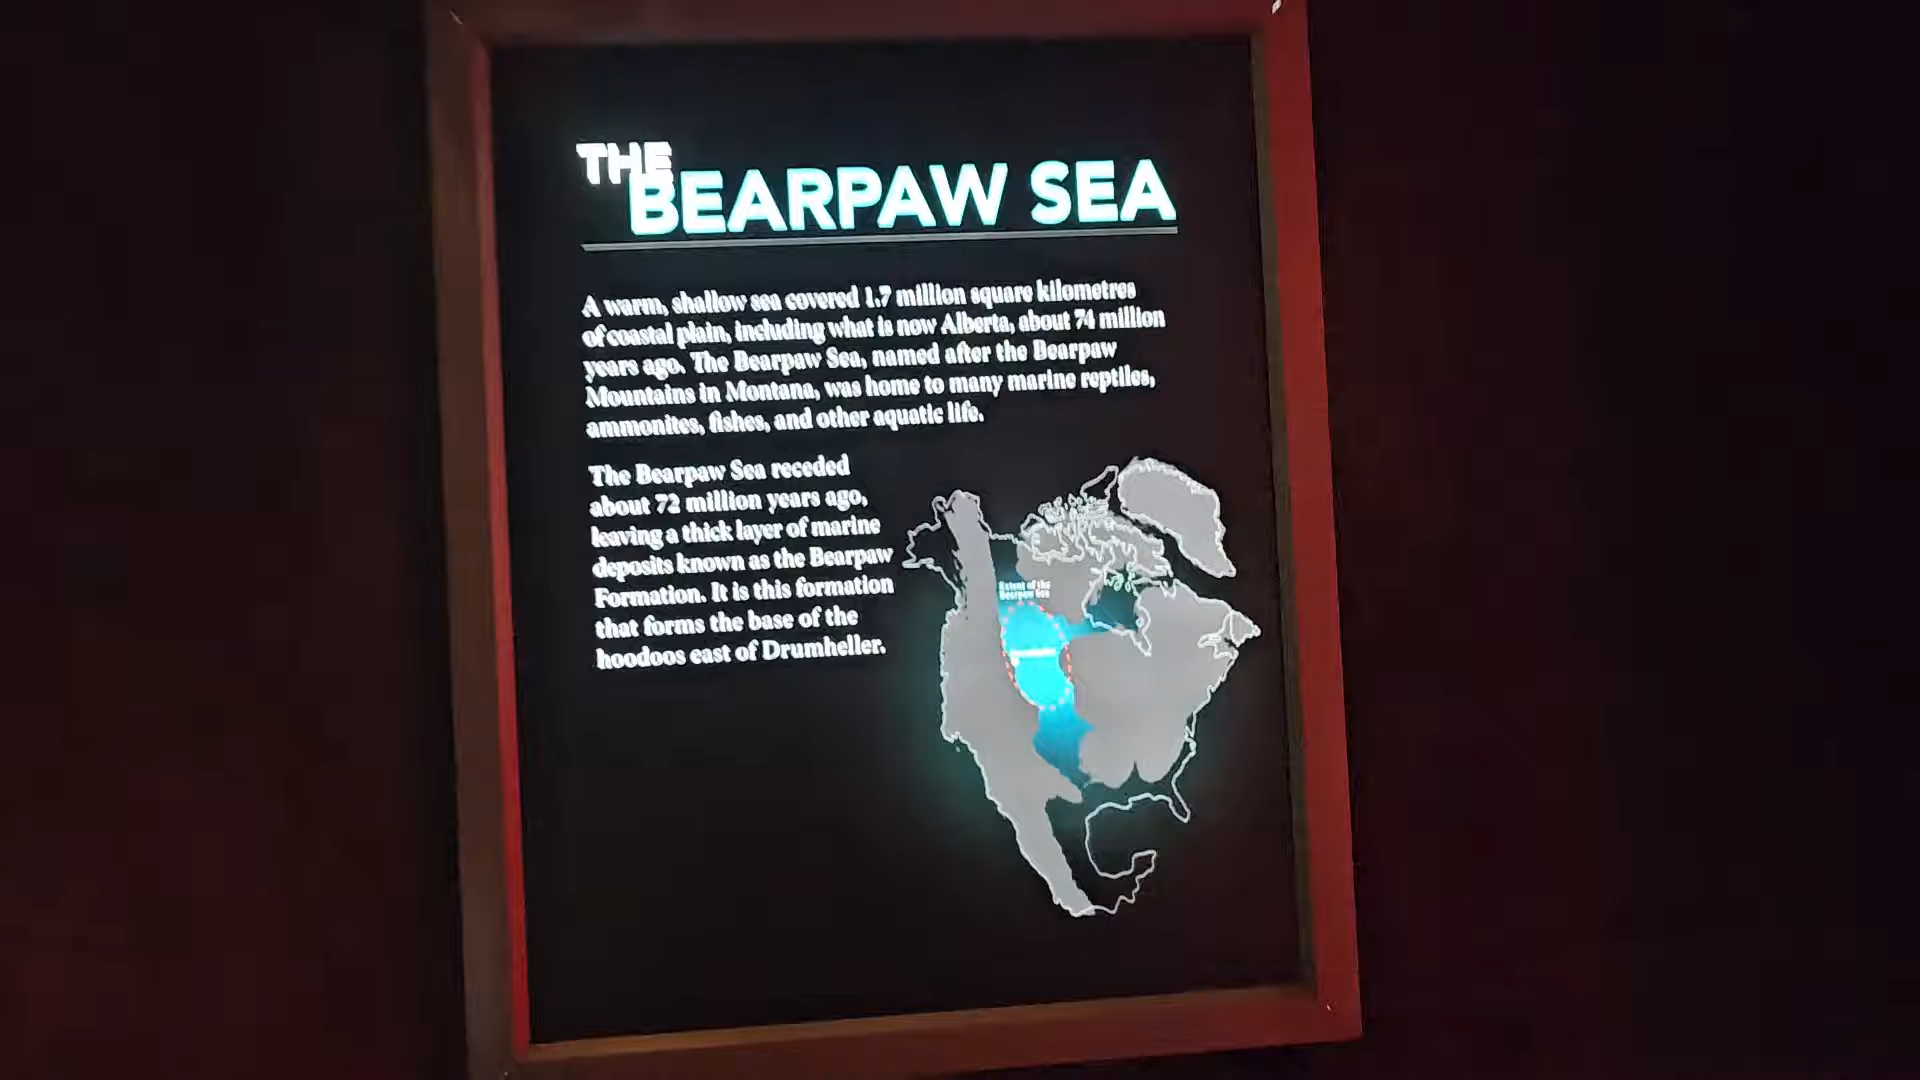 THE
BEARPAW SEA
A warm, shallow sea covered 1.7 million square kilometres
of coastal plain, including what is now Alberta, about 74 million
years ago. The Bearpaw Sea, named after the Bearpaw
Mountains in Montana, was home to many marine reptiles,
ammonites, fishes, and other aquatic life.
The Bearpaw Sea receded
about 72 million years ago,
leaving a thick layer of marine
deposits known as the Bearpaw
Formation. It is this formation
that forms the base of the
hoodoos east of Drumheller.
Extent of the
Bearpaw Sea